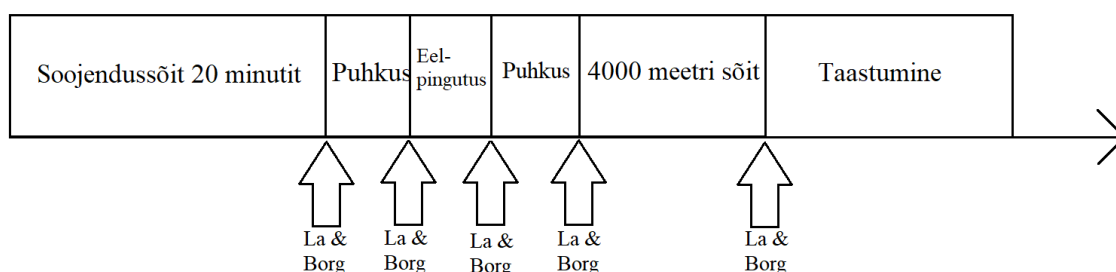 Soojendussõit 20 minutit
Puhkus
Eel-
pingutus
Puhkus
4000 meetri sõit
Taastumine
La &
Borg
La &
Borg
La &
Borg
La &
Borg
La &
Borg